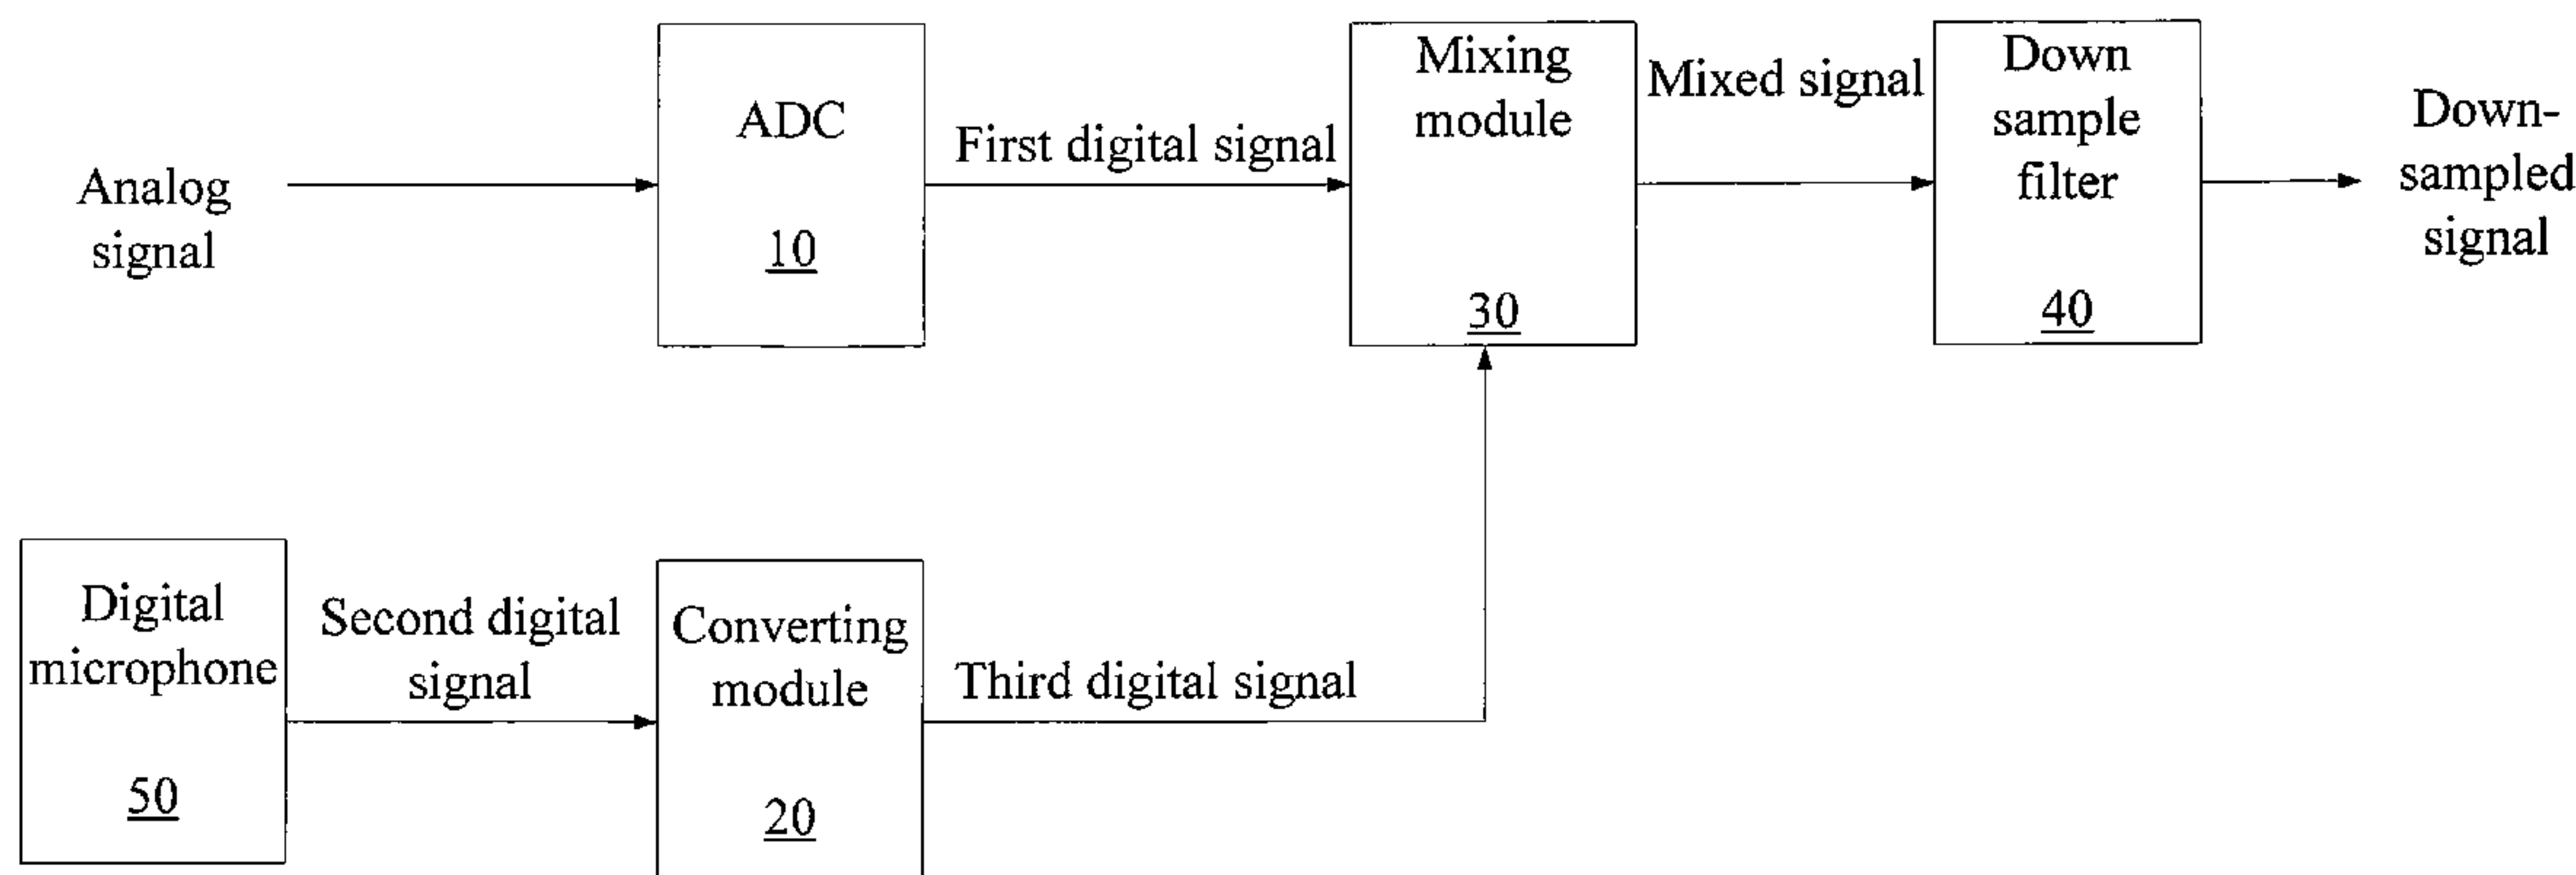 Analog
signal
ADC
10
First digital signal
Mixing
module
30
Mixed signal
Down
sample
filter
40
Down-
sampled
signal
Digital
microphone
50
Second digital
signal
Converting
module
20
Third digital signal